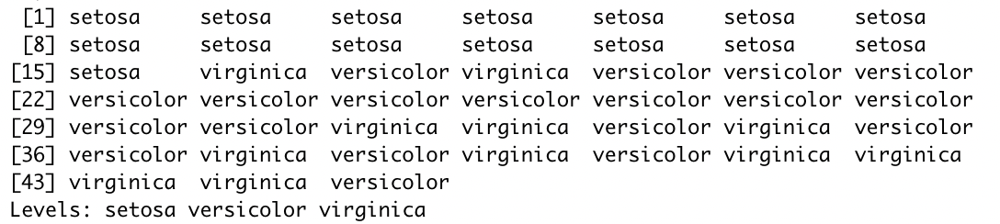 [1] setosa     setosa     setosa     setosa     setosa     setosa     setosa
[8] setosa     setosa     setosa     setosa     setosa     setosa     setosa
[15] setosa     virginica  versicolor virginica  versicolor versicolor versicolor
[22] versicolor versicolor versicolor versicolor versicolor versicolor versicolor
[29] versicolor versicolor virginica  virginica  versicolor virginica  versicolor
[36] versicolor virginica  versicolor virginica  versicolor virginica  virginica
[43] virginica  virginica  versicolor
Levels: setosa versicolor virginica